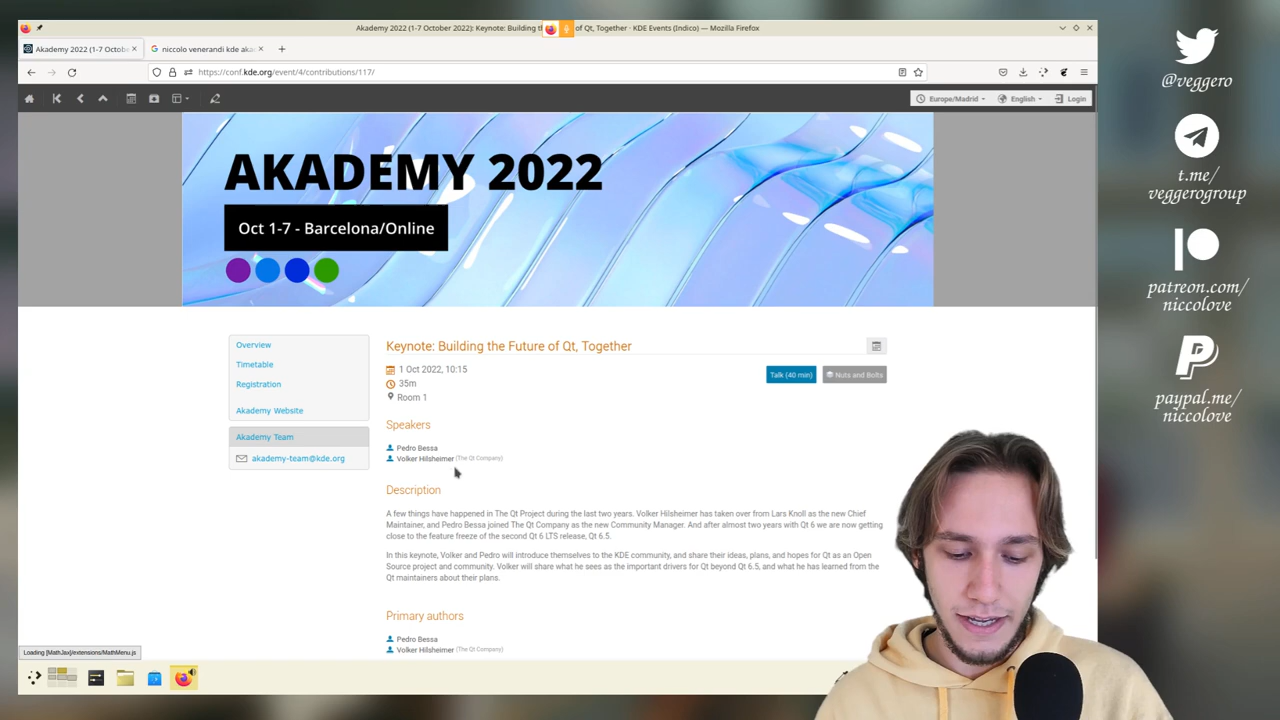 Akademy 2022 (1-7 October 2022): Keynote: Building t of Qt, Together · KDE Events (Indico) — Mozilla Firefox
Akademy 2022 (1-7 Octobe
niccolo venerandi kde aka
https://conf.kde.org/event/4/contributions/117/
Europe/Madrid
English
Login
AKADEMY 2022
Oct 1-7 - Barcelona/Online
Overview
Timetable
Registration
Akademy Website
Akademy Team
akademy-team@kde.org
Keynote: Building the Future of Qt, Together
1 Oct 2022, 10:15
35m
Room 1
Talk (40 min)
Nuts and Bolts
Speakers
Pedro Bessa
Volker Hilsheimer (The Qt Company)
Description
A few things have happened in The Qt Project during the last two years. Volker Hilsheimer has taken over from Lars Knoll as the new Chief
Maintainer, and Pedro Bessa joined The Qt Company as the new Community Manager. And after almost two years with Qt 6 we are now getting
close to the feature freeze of the second Qt 6 LTS release, Qt 6.5.
In this keynote, Volker and Pedro will introduce themselves to the KDE community, and share their ideas, plans, and hopes for Qt as an Open
Source project and community. Volker will share what he sees as the important drivers for Qt beyond Qt 6.5, and what he has learned from the
Qt maintainers about their plans.
Primary authors
Pedro Bessa
Volker Hilsheimer (The Qt Company)
Loading [MathJax]/extensions/MathMenu.js
@veggero
t.me/
veggerogroup
patreon.com/
niccolove
paypal.me/
niccolove